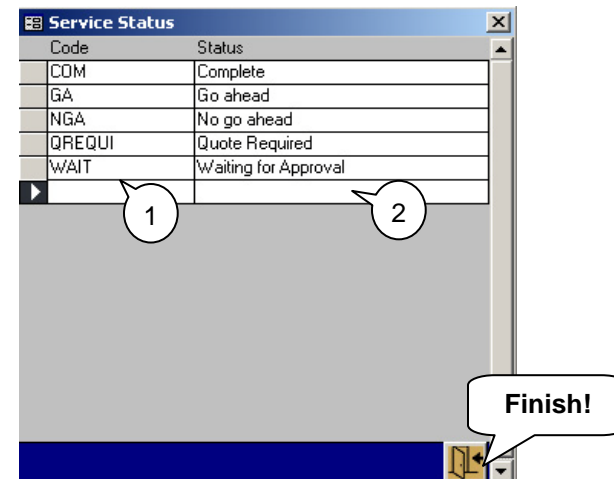 Service Status
Code Status
COM Complete
GA Go ahead
NGA No go ahead
QREQUI Quote Required
WAIT Waiting for Approval
1 2
Finish!